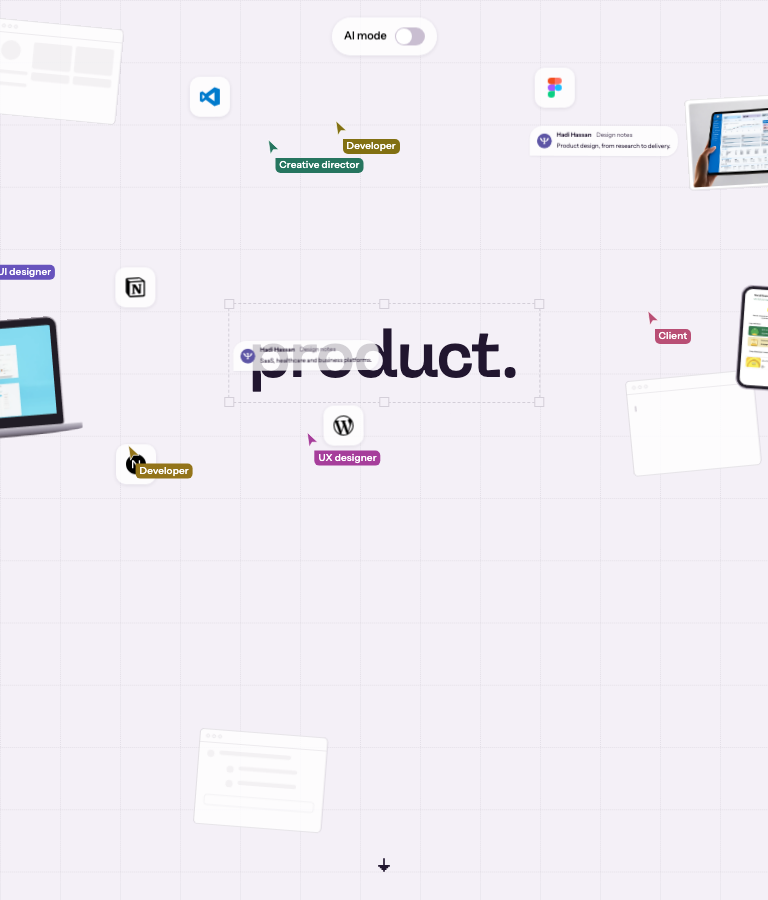 AI mode
Developer
Creative director
Hadi Hassan Design notes
Product design, from research to delivery.
UI designer
N
Client
product.
Hadi Hassan Design notes
SaaS, healthcare and business platforms.
UX designer
N
Developer